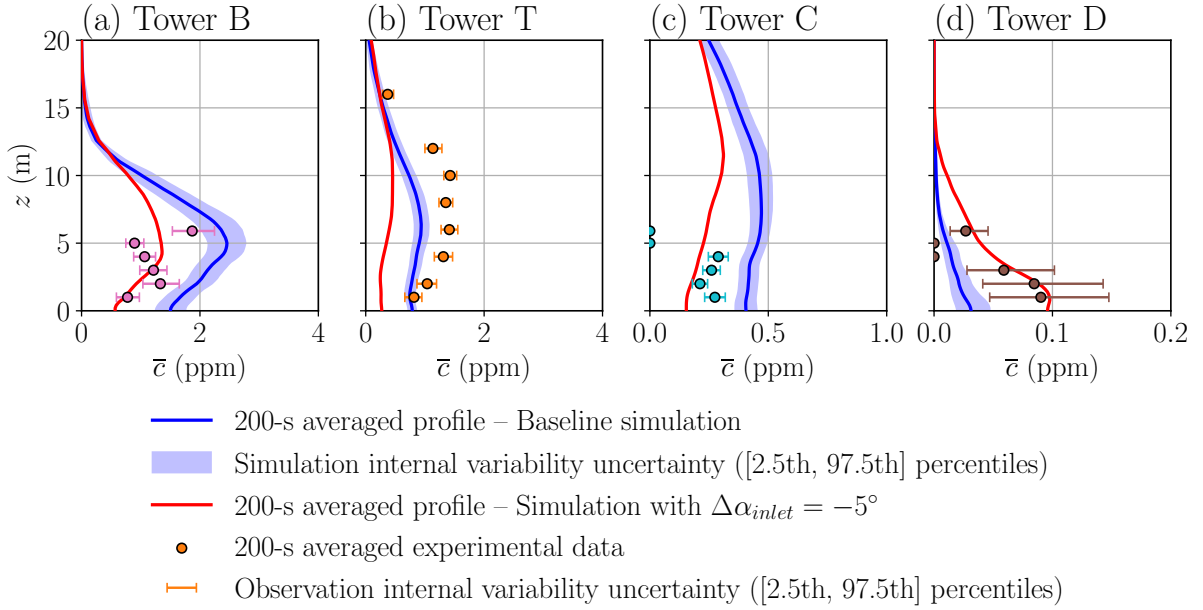 (a) Tower B
(b) Tower T
(c) Tower C
(d) Tower D
20
15
10
5
0
z (m)
0 2 4
0 2 4
0.0 0.5 1.0
0.0 0.1 0.2
c̅ (ppm)
c̅ (ppm)
c̅ (ppm)
c̅ (ppm)
200-s averaged profile – Baseline simulation
Simulation internal variability uncertainty ([2.5th, 97.5th] percentiles)
200-s averaged profile – Simulation with Δα_inlet = −5°
200-s averaged experimental data
Observation internal variability uncertainty ([2.5th, 97.5th] percentiles)